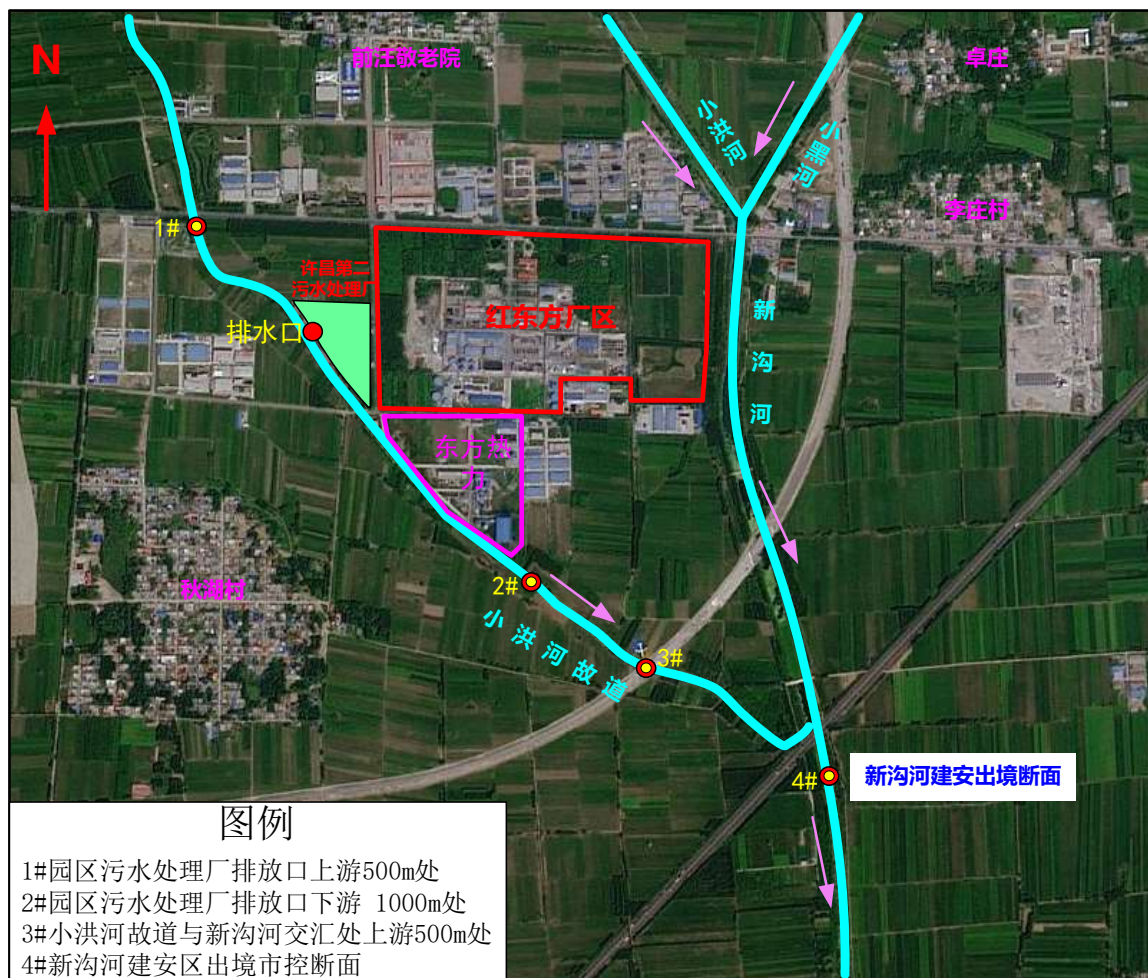 N
前汪敬老院
卓庄
小洪河
小黑河
李庄村
1#
许昌第二
污水处理厂
排水口
红东方厂区
新沟河
东方热
力
秋湖村
2#
小洪河故道
3#
4#
新沟河建安出境断面
图例
1#园区污水处理厂排放口上游500m处
2#园区污水处理厂排放口下游 1000m处
3#小洪河故道与新沟河交汇处上游500m处
4#新沟河建安区出境市控断面